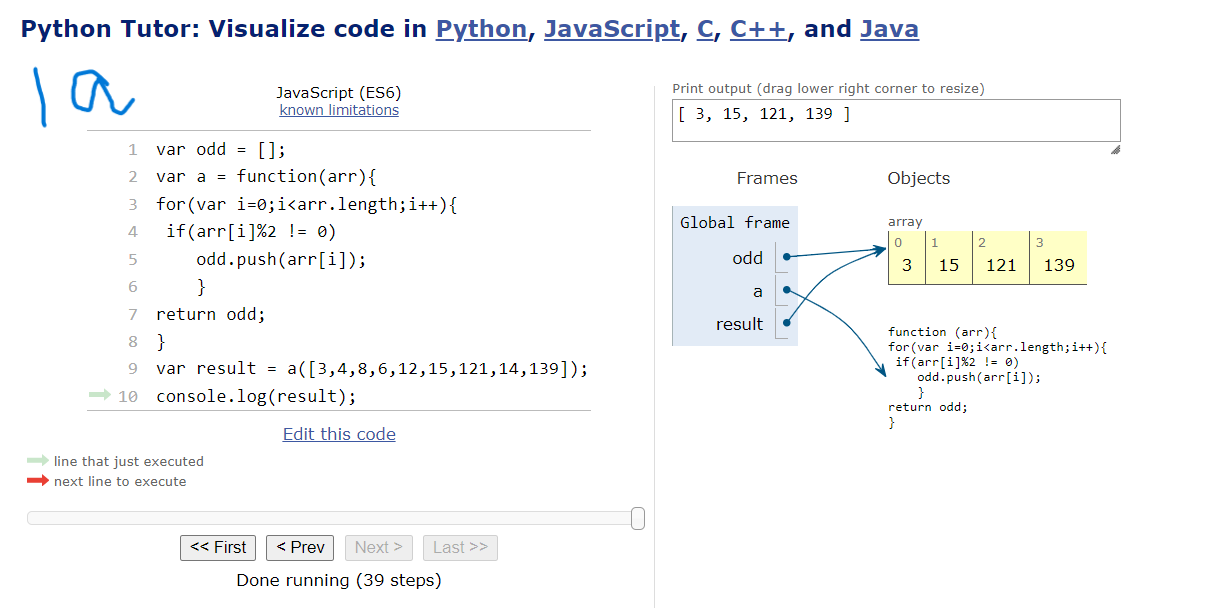 Python Tutor: Visualize code in Python, JavaScript, C, C++, and Java
1 a
JavaScript (ES6)
known limitations
1 var odd = [];
2 var a = function(arr){
3 for(var i=0;i<arr.length;i++){
4 if(arr[i]%2 != 0)
5 odd.push(arr[i]);
6 }
7 return odd;
8 }
9 var result = a([3,4,8,6,12,15,121,14,139]);
10 console.log(result);
Edit this code
line that just executed
next line to execute
<< First < Prev Next > Last >>
Done running (39 steps)
Print output (drag lower right corner to resize)
[ 3, 15, 121, 139 ]
Frames Objects
Global frame
odd
a
result
array
0 1 2 3
3 15 121 139
function (arr){
for(var i=0;i<arr.length;i++){
if(arr[i]%2 != 0)
odd.push(arr[i]);
}
return odd;
}